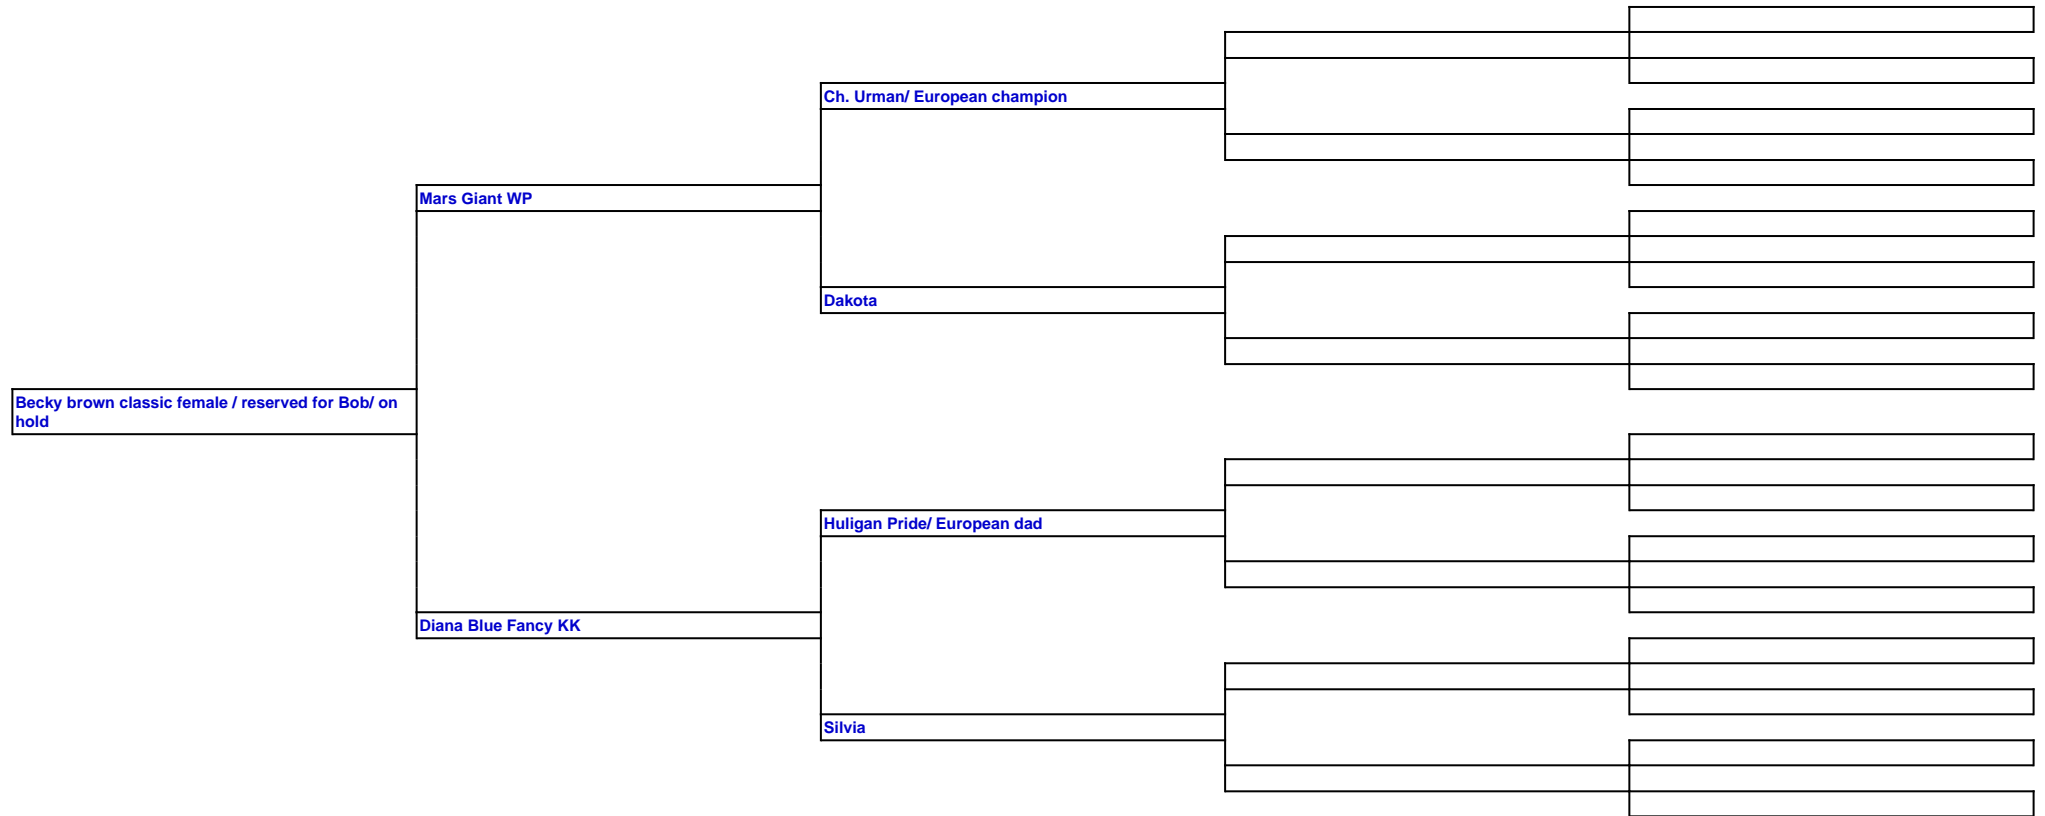 Ch. Urman/ European champion
Mars Giant WP
Dakota
Becky brown classic female / reserved for Bob/ on
hold
Huligan Pride/ European dad
Diana Blue Fancy KK
Silvia